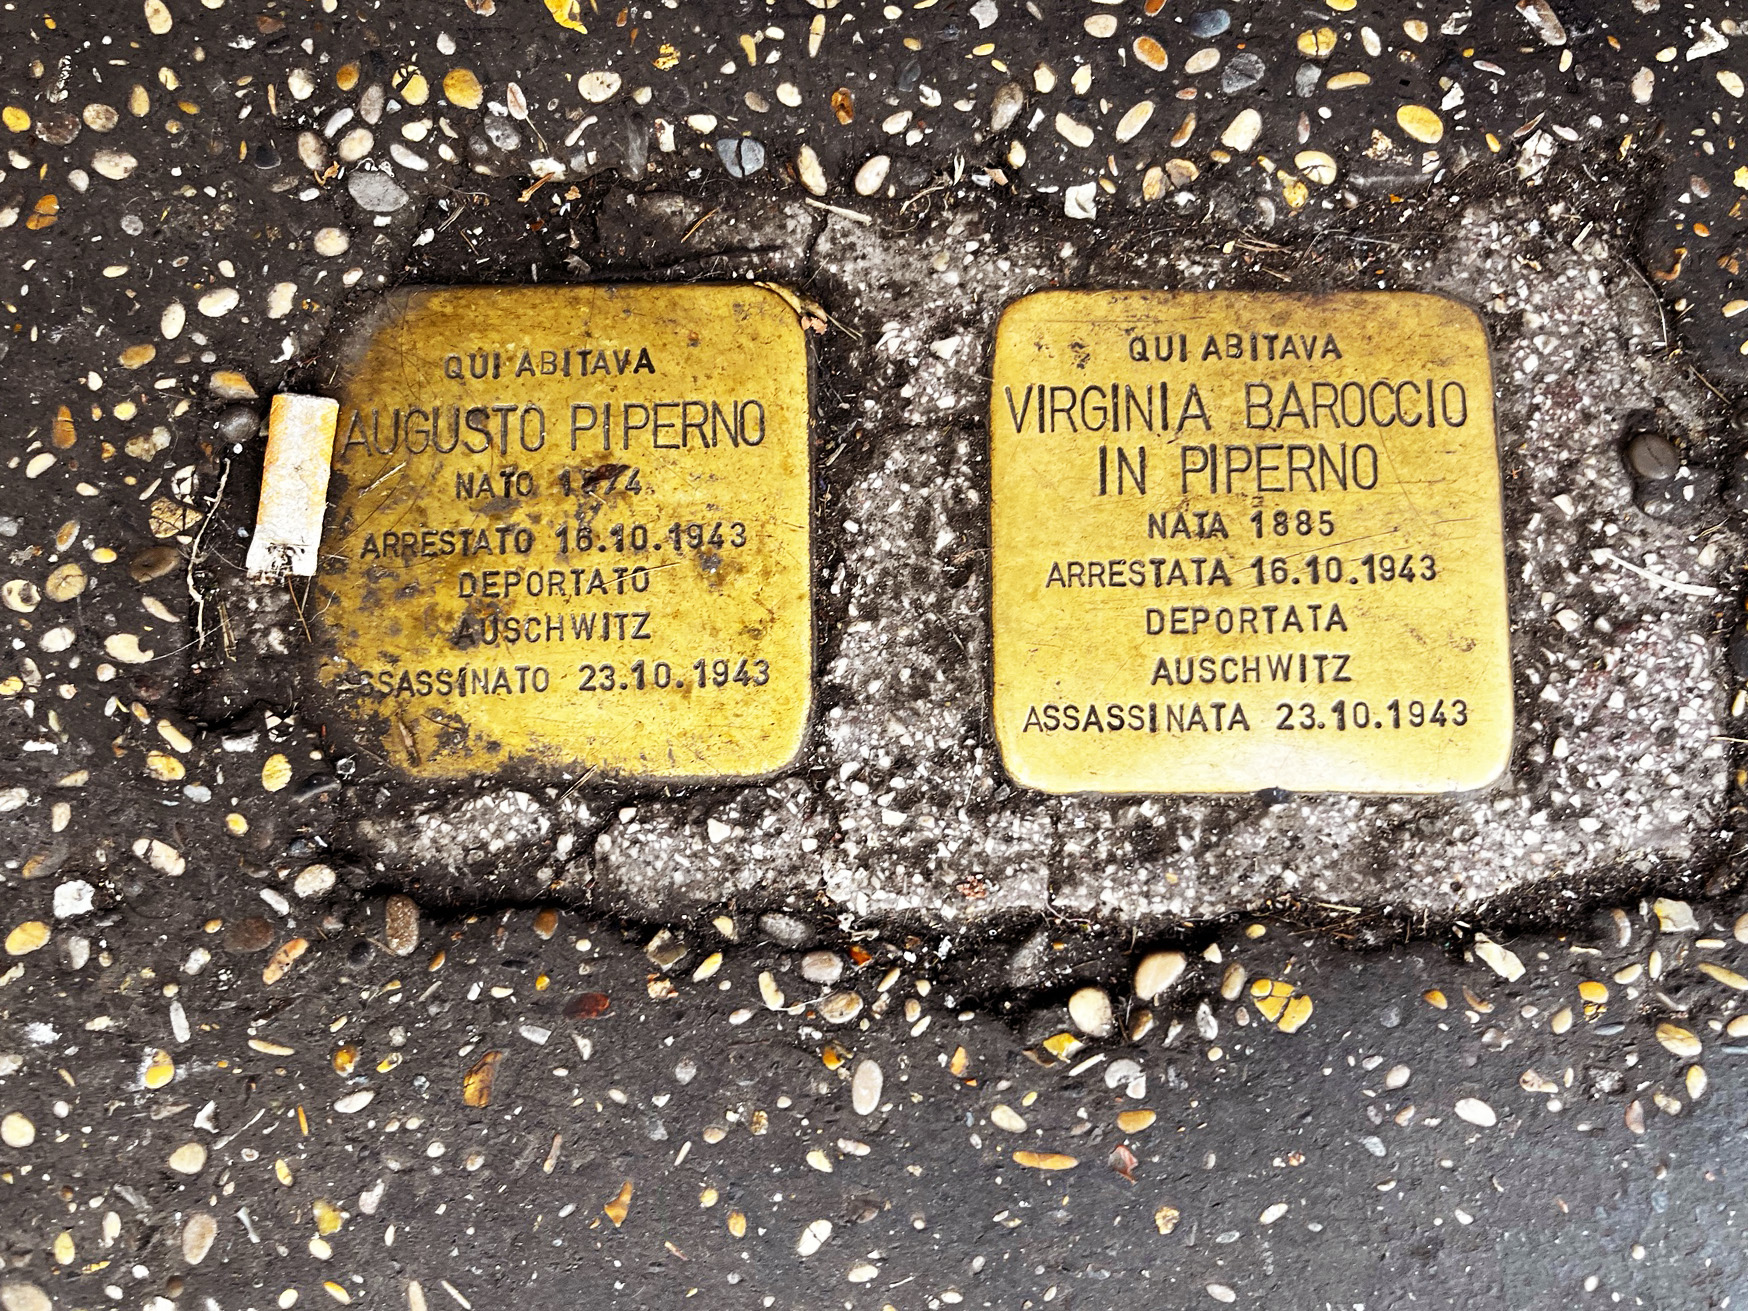 QUI ABITAVA
AUGUSTO PIPERNO
NATO
ARRESTATO 16.10.1943
DEPORTATO
AUSCHWITZ
ASSASSINATO 23.10.1943
QUI ABITAVA
VIRGINIA BAROCCIO
IN PIPERNO
NATA 1885
ARRESTATA 16.10.1943
DEPORTATA
AUSCHWITZ
ASSASSINATA 23.10.1943